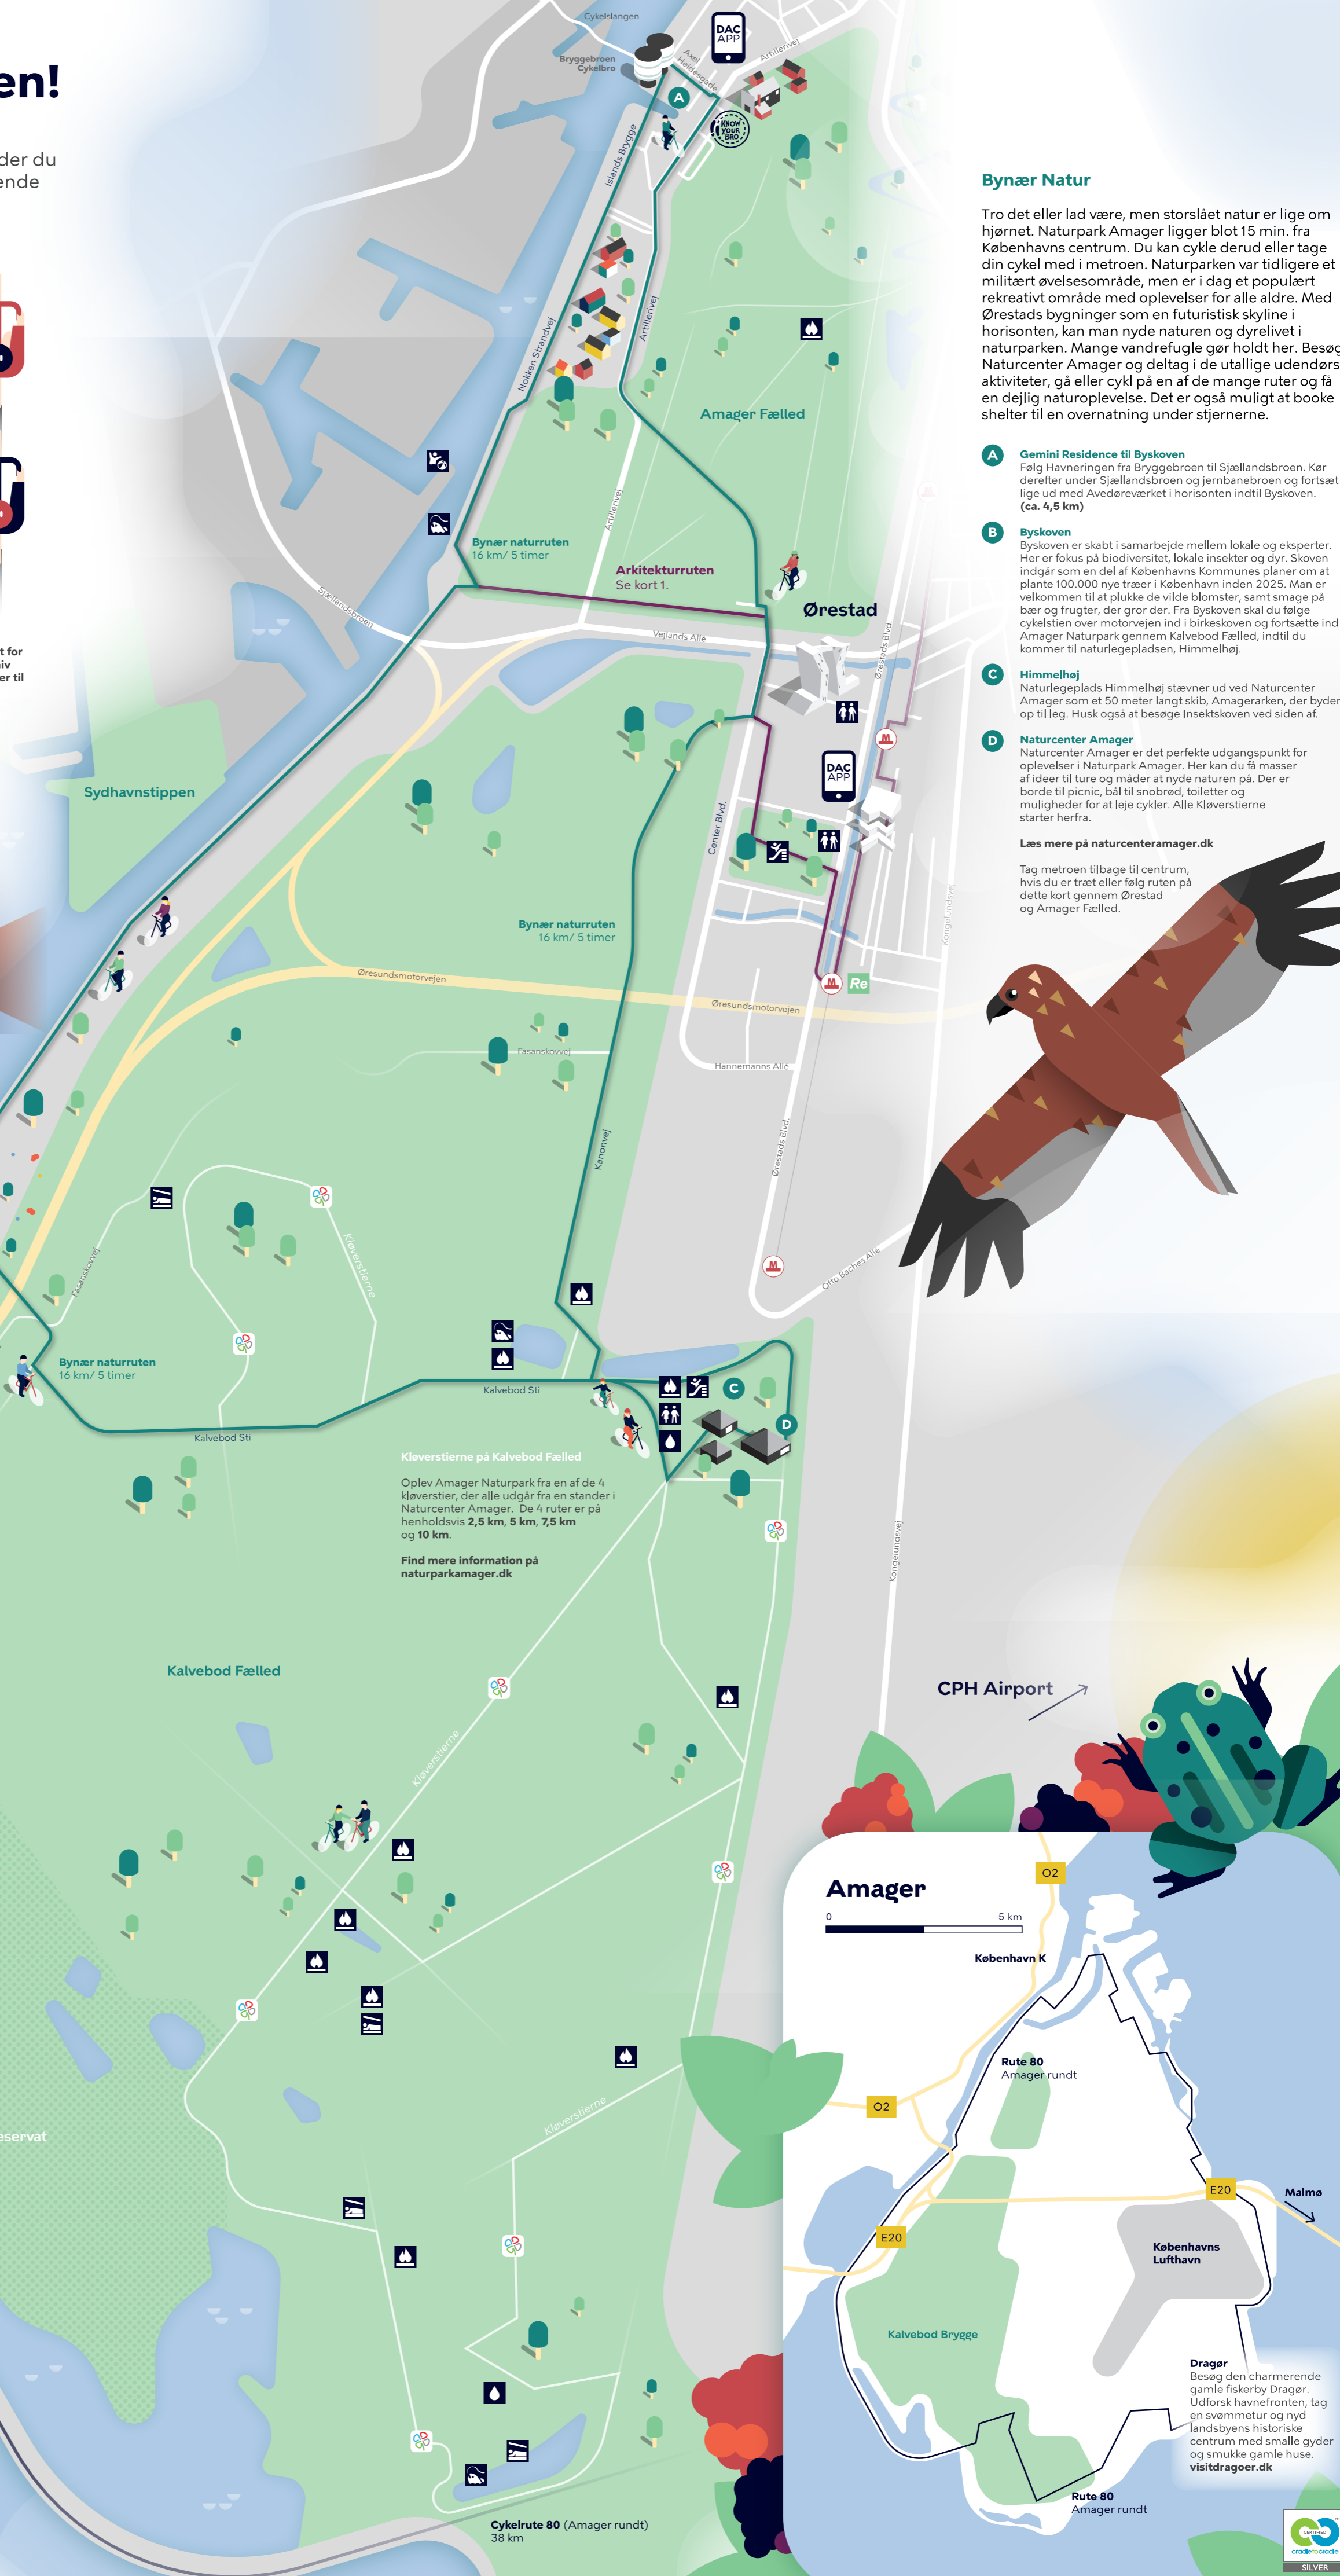 en!
der du
ende
t for
iv
er til
Cykelslangen
Bryggebroen
Cykelbro
DAC
APP
Axel
Heidesgade
Artillerivej
A
KNOW
YOUR
BRO
Islands Brygge
Nokken Strandvej
Artillerivej
Amager Fælled
Artillerivej
Bynær naturruten
16 km/ 5 timer
Arkitekturruten
Se kort 1.
Ørestad
Sjællandsbroen
Vejlands Allé
Ørestads Blvd.
M
DAC
APP
Center Blvd.
Sydhavnstippen
Kongelundsvej
Bynær naturruten
16 km/ 5 timer
M
Re
Øresundsmotorvejen
Øresundsmotorvejen
Fasanskovvej
Hannemanns Allé
Kanonvej
Ørestads Blvd.
M
Otto Baches Allé
Fasanskovvej
Kløverstierne
Bynær naturruten
16 km/ 5 timer
Kalvebod Sti
Kalvebod Sti
C
D
Kløverstierne på Kalvebod Fælled
Oplev Amager Naturpark fra en af de 4
kløverstier, der alle udgår fra en stander i
Naturcenter Amager. De 4 ruter er på
henholdsvis 2,5 km, 5 km, 7,5 km
og 10 km.
Find mere information på
naturparkamager.dk
Kongelundsvej
Kalvebod Fælled
Kløverstierne
Kløverstierne
eservat
Cykelrute 80 (Amager rundt)
38 km
Bynær Natur
Tro det eller lad være, men storslået natur er lige om
hjørnet. Naturpark Amager ligger blot 15 min. fra
Københavns centrum. Du kan cykle derud eller tage
din cykel med i metroen. Naturparken var tidligere et
militært øvelsesområde, men er i dag et populært
rekreativt område med oplevelser for alle aldre. Med
Ørestads bygninger som en futuristisk skyline i
horisonten, kan man nyde naturen og dyrelivet i
naturparken. Mange vandrefugle gør holdt her. Besøg
Naturcenter Amager og deltag i de utallige udendørs
aktiviteter, gå eller cykl på en af de mange ruter og få
en dejlig naturoplevelse. Det er også muligt at booke
shelter til en overnatning under stjernerne.
A
Gemini Residence til Byskoven
Følg Havneringen fra Bryggebroen til Sjællandsbroen. Kør
derefter under Sjællandsbroen og jernbanebroen og fortsæt
lige ud med Avedøreværket i horisonten indtil Byskoven.
(ca. 4,5 km)
B
Byskoven
Byskoven er skabt i samarbejde mellem lokale og eksperter.
Her er fokus på biodiversitet, lokale insekter og dyr. Skoven
indgår som en del af Københavns Kommunes planer om at
plante 100.000 nye træer i København inden 2025. Man er
velkommen til at plukke de vilde blomster, samt smage på
bær og frugter, der gror der. Fra Byskoven skal du følge
cykelstien over motorvejen ind i birkeskoven og fortsætte ind i
Amager Naturpark gennem Kalvebod Fælled, indtil du
kommer til naturlegepladsen, Himmelhøj.
C
Himmelhøj
Naturlegeplads Himmelhøj stævner ud ved Naturcenter
Amager som et 50 meter langt skib, Amagerarken, der byder
op til leg. Husk også at besøge Insektskoven ved siden af.
D
Naturcenter Amager
Naturcenter Amager er det perfekte udgangspunkt for
oplevelser i Naturpark Amager. Her kan du få masser
af ideer til ture og måder at nyde naturen på. Der er
borde til picnic, bål til snobrød, toiletter og
muligheder for at leje cykler. Alle Kløverstierne
starter herfra.
Læs mere på naturcenteramager.dk
Tag metroen tilbage til centrum,
hvis du er træt eller følg ruten på
dette kort gennem Ørestad
og Amager Fælled.
CPH Airport
Amager
0 5 km
O2
København K
Rute 80
Amager rundt
O2
E20
Malmø
E20
Københavns
Lufthavn
Kalvebod Brygge
Dragør
Besøg den charmerende
gamle fiskerby Dragør.
Udforsk havnefronten, tag
en svømmetur og nyd
landsbyens historiske
centrum med smalle gyder
og smukke gamle huse.
visitdragoer.dk
Rute 80
Amager rundt
CERTIFIED
cradletocradle
SILVER